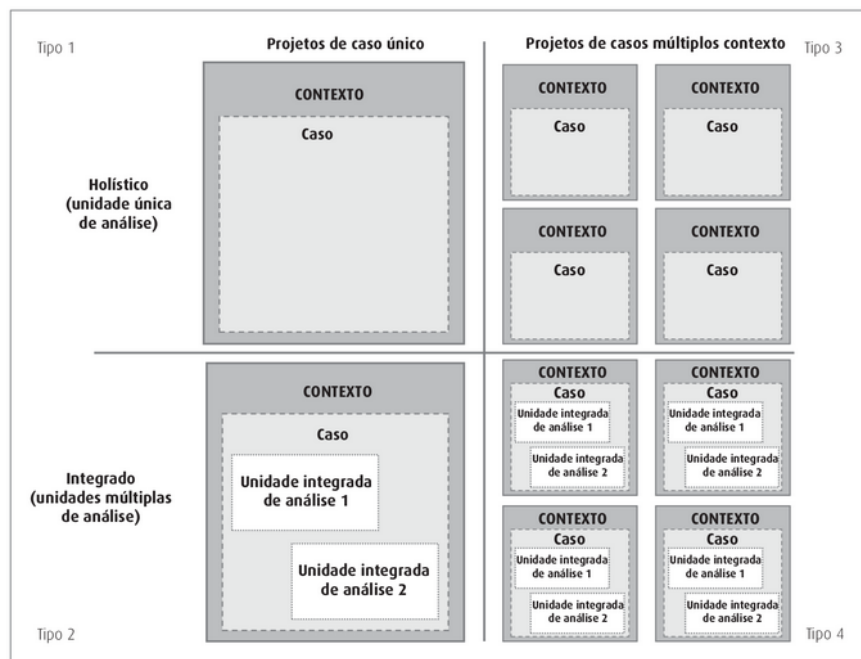 Tipo 1
Projetos de caso único
Projetos de casos múltiplos contexto
Tipo 3
Holístico
(unidade única
de análise)
CONTEXTO
Caso
CONTEXTO
Caso
CONTEXTO
Caso
CONTEXTO
Caso
CONTEXTO
Caso
Integrado
(unidades múltiplas
de análise)
CONTEXTO
Caso
Unidade integrada
de análise 1
Unidade integrada
de análise 2
CONTEXTO
Caso
Unidade integrada
de análise 1
Unidade integrada
de análise 2
CONTEXTO
Caso
Unidade integrada
de análise 1
Unidade integrada
de análise 2
CONTEXTO
Caso
Unidade integrada
de análise 1
Unidade integrada
de análise 2
CONTEXTO
Caso
Unidade integrada
de análise 1
Unidade integrada
de análise 2
Tipo 2
Tipo 4